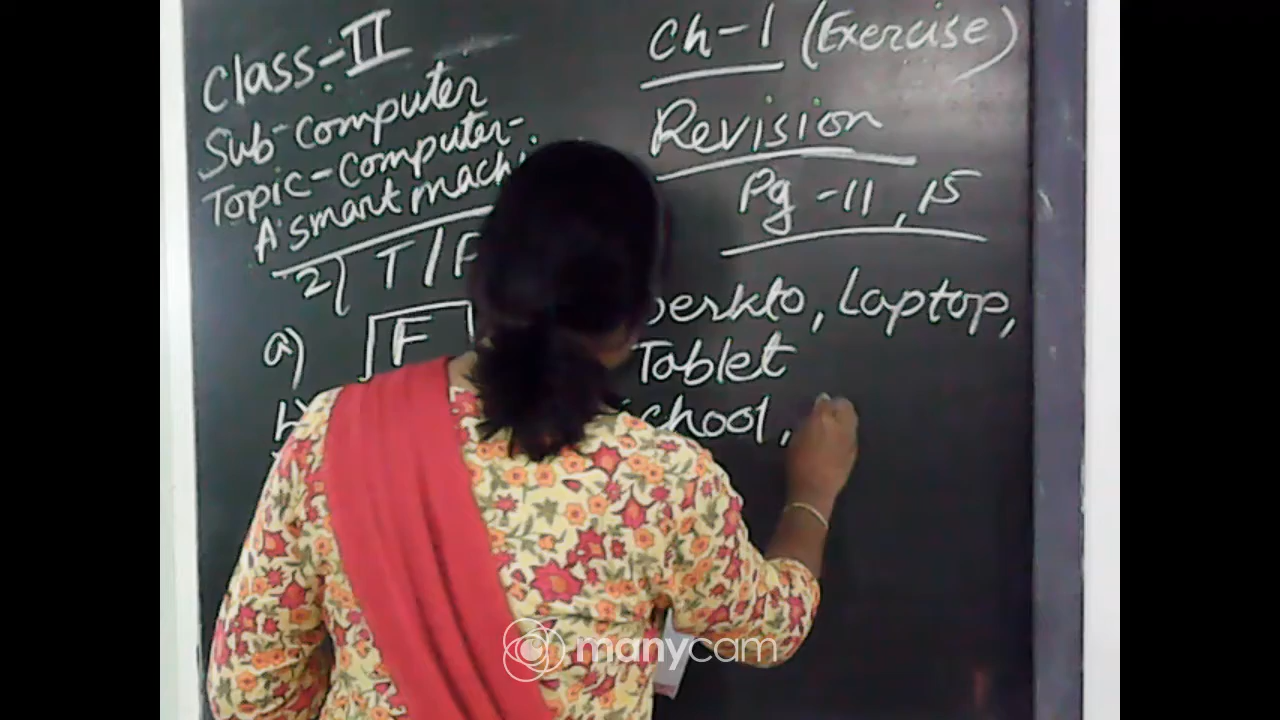 Class-II
Sub-Computer
Topic-Computer-
A smart mach
2) T/F
a) F
b)
Ch-1 (Exercise)
Revision
Pg-11, 15
erkto, Laptop,
Tablet
chool,
manycam